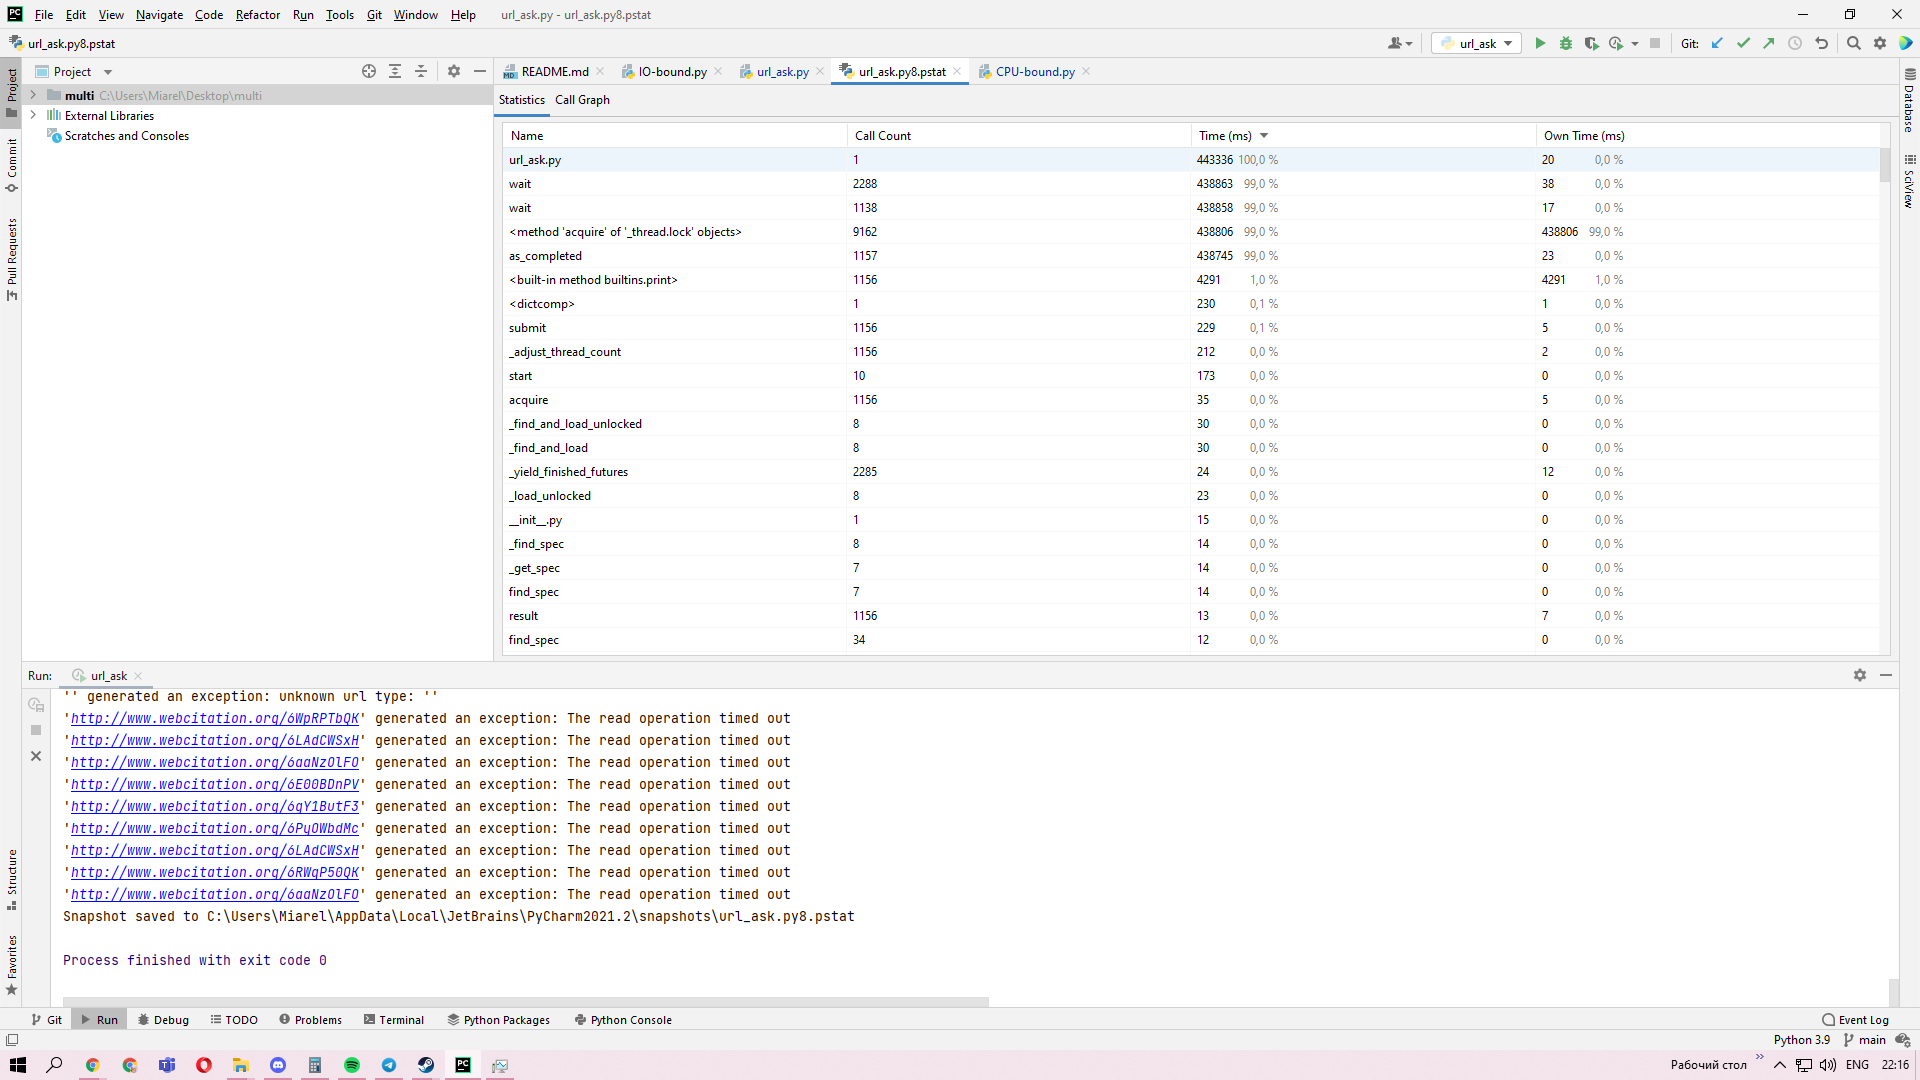 PC File Edit View Navigate Code Refactor Run Tools Git Window Help url_ask.py - url_ask.py8.pstat
url_ask.py8.pstat url_ask Git:
Project README.md IO-bound.py url_ask.py url_ask.py8.pstat CPU-bound.py
multi C:\Users\Miarel\Desktop\multi
External Libraries
Scratches and Consoles
Project
Commit
Pull Requests
Structure
Favorites
Database
SciView
Statistics Call Graph
Name Call Count Time (ms) Own Time (ms)
url_ask.py 1 443336 100,0 % 20 0,0 %
wait 2288 438863 99,0 % 38 0,0 %
wait 1138 438858 99,0 % 17 0,0 %
<method 'acquire' of '_thread.lock' objects> 9162 438806 99,0 % 438806 99,0 %
as_completed 1157 438745 99,0 % 23 0,0 %
<built-in method builtins.print> 1156 4291 1,0 % 4291 1,0 %
<dictcomp> 1 230 0,1 % 1 0,0 %
submit 1156 229 0,1 % 5 0,0 %
_adjust_thread_count 1156 212 0,0 % 2 0,0 %
start 10 173 0,0 % 0 0,0 %
acquire 1156 35 0,0 % 5 0,0 %
_find_and_load_unlocked 8 30 0,0 % 0 0,0 %
_find_and_load 8 30 0,0 % 0 0,0 %
_yield_finished_futures 2285 24 0,0 % 12 0,0 %
_load_unlocked 8 23 0,0 % 0 0,0 %
__init__.py 1 15 0,0 % 0 0,0 %
_find_spec 8 14 0,0 % 0 0,0 %
_get_spec 7 14 0,0 % 0 0,0 %
find_spec 7 14 0,0 % 0 0,0 %
result 1156 13 0,0 % 7 0,0 %
find_spec 34 12 0,0 % 0 0,0 %
Run: url_ask
'' generated an exception: unknown url type: ''
'http://www.webcitation.org/6WpRPTbQK' generated an exception: The read operation timed out
'http://www.webcitation.org/6LAdCWSxH' generated an exception: The read operation timed out
'http://www.webcitation.org/6aaNzOlFO' generated an exception: The read operation timed out
'http://www.webcitation.org/6E00BDnPV' generated an exception: The read operation timed out
'http://www.webcitation.org/6qY1ButF3' generated an exception: The read operation timed out
'http://www.webcitation.org/6PyOWbdMc' generated an exception: The read operation timed out
'http://www.webcitation.org/6LAdCWSxH' generated an exception: The read operation timed out
'http://www.webcitation.org/6RWqP50QK' generated an exception: The read operation timed out
'http://www.webcitation.org/6aaNzOlFO' generated an exception: The read operation timed out
Snapshot saved to C:\Users\Miarel\AppData\Local\JetBrains\PyCharm2021.2\snapshots\url_ask.py8.pstat
Process finished with exit code 0
Git Run Debug TODO Problems Terminal Python Packages Python Console Event Log
Python 3.9 main
Рабочий стол ENG 22:16